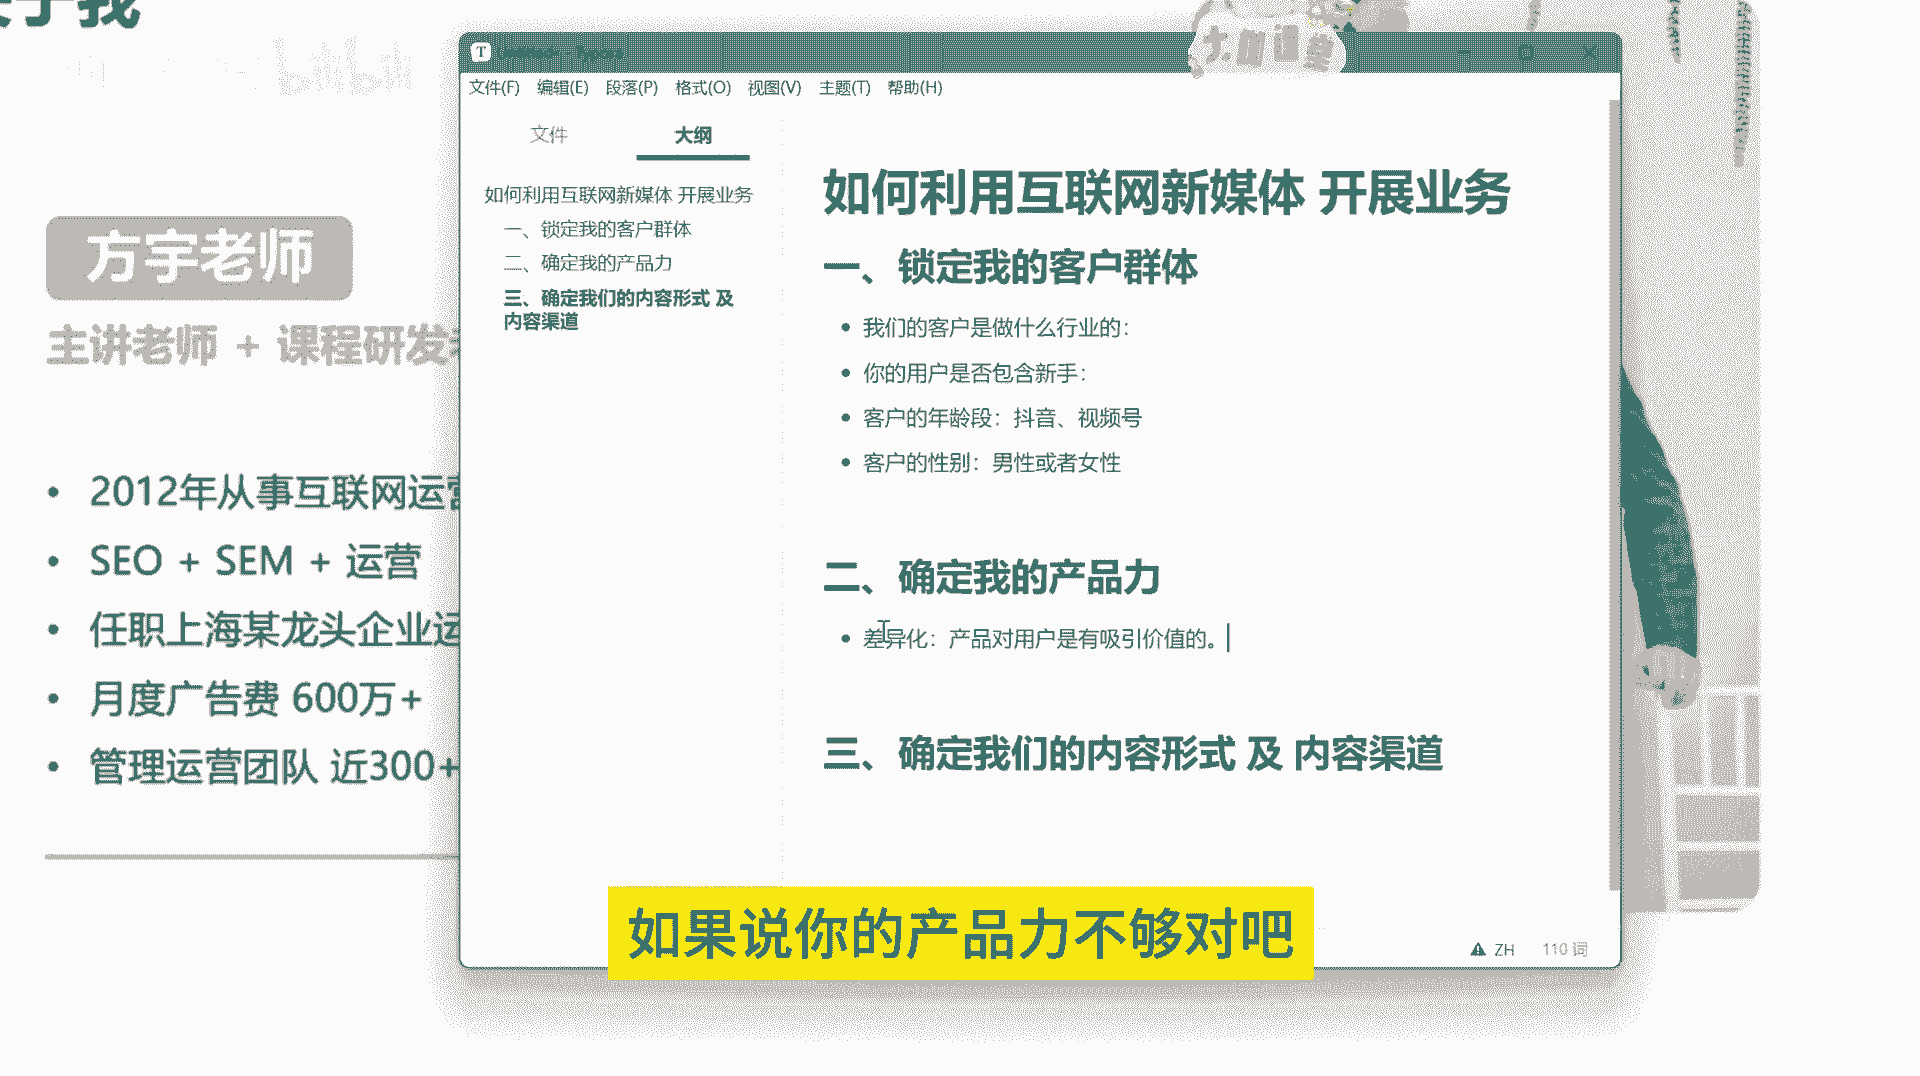 方宇老师
主讲老师 + 课程研发
• 2012年从事互联网运营
• SEO + SEM + 运营
• 任职上海某龙头企业运
• 月度广告费 600万+
• 管理运营团队 近300+
文件(F) 编辑(E) 段落(P) 格式(O) 视图(V) 主题(T) 帮助(H)
文件 大纲
如何利用互联网新媒体 开展业务
一、锁定我的客户群体
二、确定我的产品力
三、确定我们的内容形式 及
内容渠道
如何利用互联网新媒体 开展业务
一、锁定我的客户群体
• 我们的客户是做什么行业的：
• 你的用户是否包含新手：
• 客户的年龄段：抖音、视频号
• 客户的性别：男性或者女性
二、确定我的产品力
• 差异化：产品对用户是有吸引价值的。
三、确定我们的内容形式 及 内容渠道
ZH 110 词
如果说你的产品力不够对吧